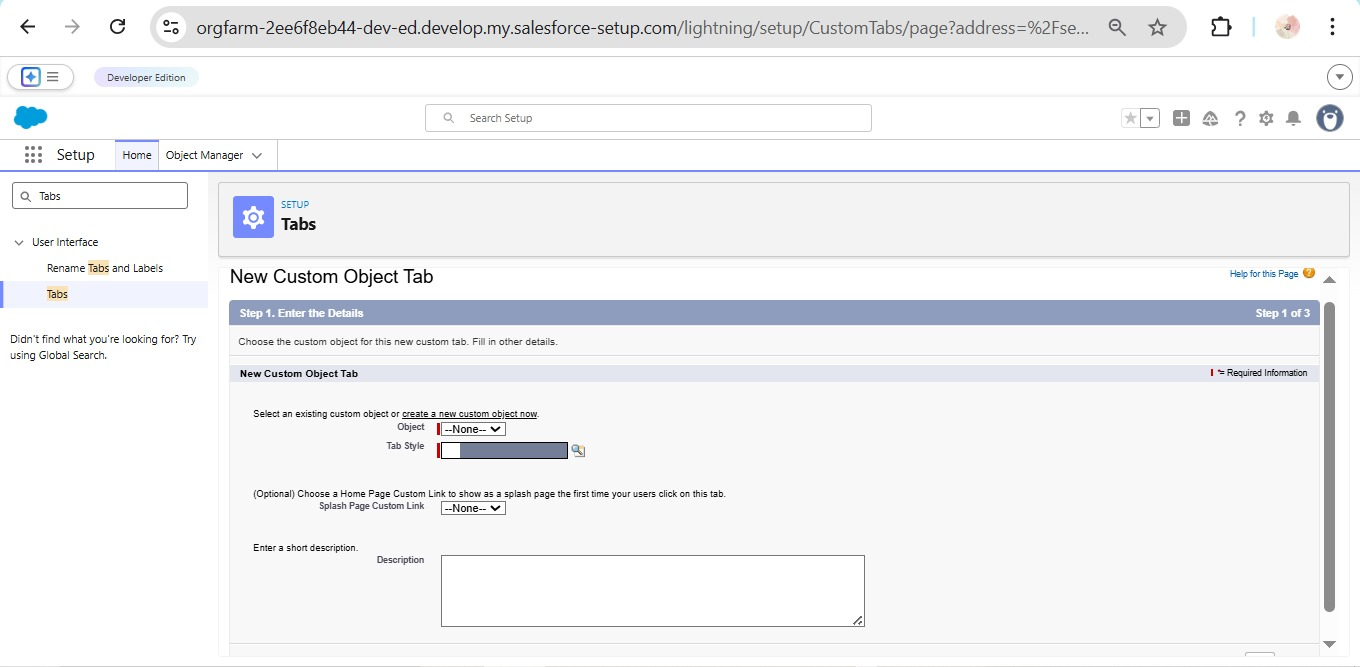 orgfarm-2ee6f8eb44-dev-ed.develop.my.salesforce-setup.com/lightning/setup/CustomTabs/page?address=%2Fse...
Developer Edition
Search Setup
Setup
Home
Object Manager
Tabs
SETUP
Tabs
User Interface
Rename Tabs and Labels
Tabs
Didn't find what you're looking for? Try
using Global Search.
New Custom Object Tab
Help for this Page
Step 1. Enter the Details
Step 1 of 3
Choose the custom object for this new custom tab. Fill in other details.
New Custom Object Tab
= Required Information
Select an existing custom object or create a new custom object now.
Object
--None--
Tab Style
(Optional) Choose a Home Page Custom Link to show as a splash page the first time your users click on this tab.
Splash Page Custom Link
--None--
Enter a short description.
Description